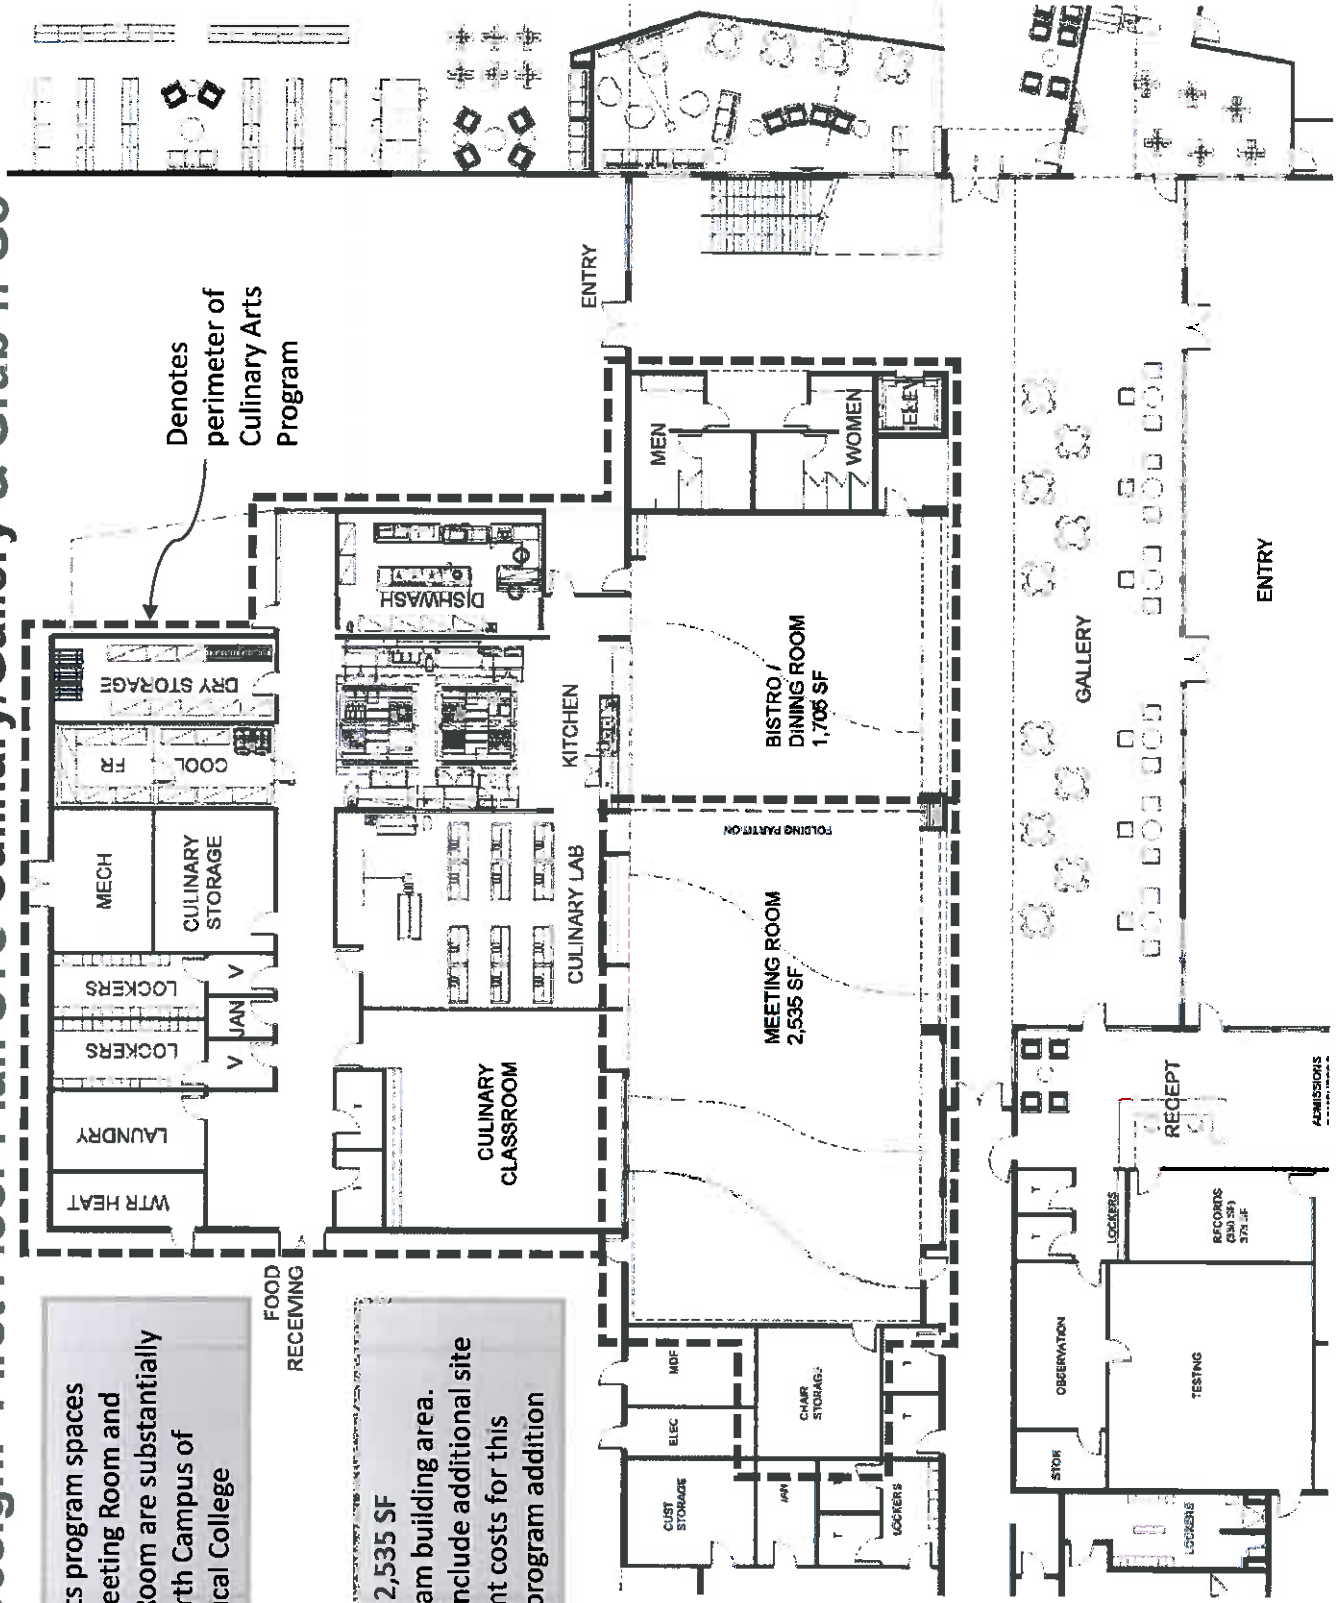 Denotes
perimeter of
Culinary Arts
Program
ts program spaces
eeting Room and
Room are substantially
rth Campus of
ical College
2,535 SF
am building area.
nclude additional site
nt costs for this
program addition
FOOD
RECEIVING
WTR HEAT
LAUNDRY
LOCKERS
LOCKERS
V
JAN
V
MECH
CULINARY
STORAGE
FR
COOL
DRY STORAGE
CULINARY
CLASSROOM
CULINARY LAB
KITCHEN
DISHWASH
ENTRY
MEN
WOMEN
ELEV
BISTRO /
DINING ROOM
1,705 SF
FOLDING PARTITION
MEETING ROOM
2,535 SF
MDF
ELEC
CHAIR
STORAGE
CUST
STORAGE
JAN
LOCKERS
T
T
T
T
T
GALLERY
ENTRY
RECEPT
ADMISSIONS
LOCKERS
T
T
RECORDS
(330 SF)
371 SF
OBSERVATION
TESTING
STOR
LOCKERS